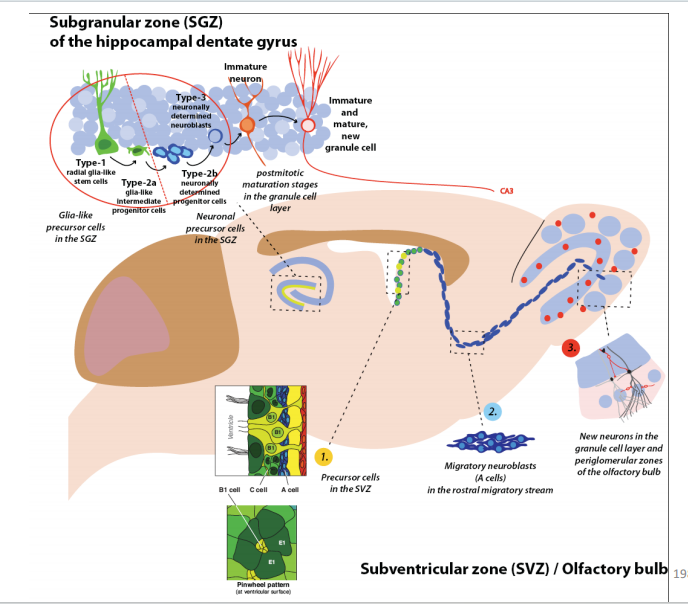 Subgranular zone (SGZ)
of the hippocampal dentate gyrus
Immature
neuron
Type-3
neuronally
determined
neuroblasts
Immature
and
mature,
new
granule cell
Type-1
radial glia-like
stem cells
Type-2a
glia-like
intermediate
progenitor cells
Type-2b
neuronally
determined
progenitor cells
postmitotic
maturation stages
in the granule cell
layer
CA3
Glia-like
precursor cells
in the SGZ
Neuronal
precursor cells
in the SGZ
3.
2.
1.
Ventricle
B1
B1
B1 cell
C cell
A cell
E1
E1
Pinwheel pattern
(at ventricular surface)
Precursor cells
in the SVZ
Migratory neuroblasts
(A cells)
in the rostral migratory stream
New neurons in the
granule cell layer and
periglomerular zones
of the olfactory bulb
Subventricular zone (SVZ) / Olfactory bulb